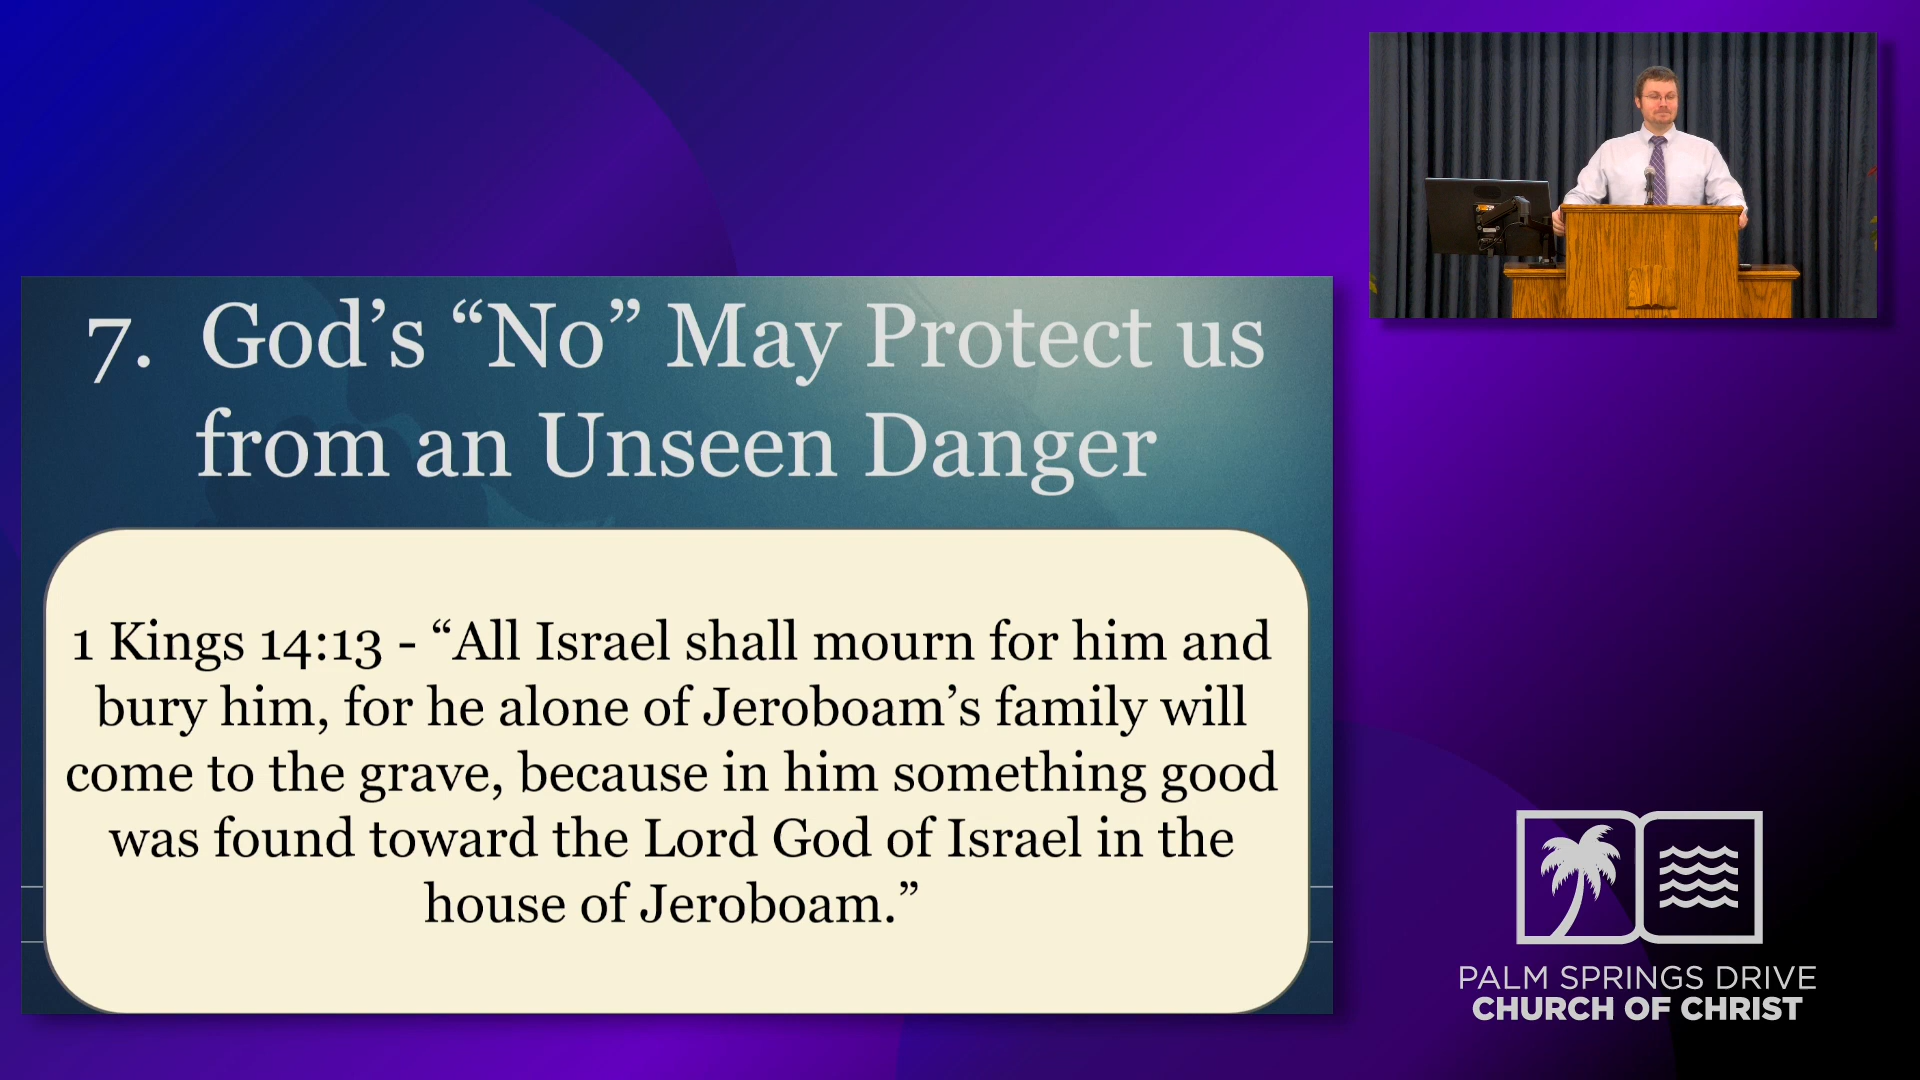 7. God’s “No” May Protect us
from an Unseen Danger
1 Kings 14:13 - “All Israel shall mourn for him and
bury him, for he alone of Jeroboam’s family will
come to the grave, because in him something good
was found toward the Lord God of Israel in the
house of Jeroboam.”
PALM SPRINGS DRIVE
CHURCH OF CHRIST